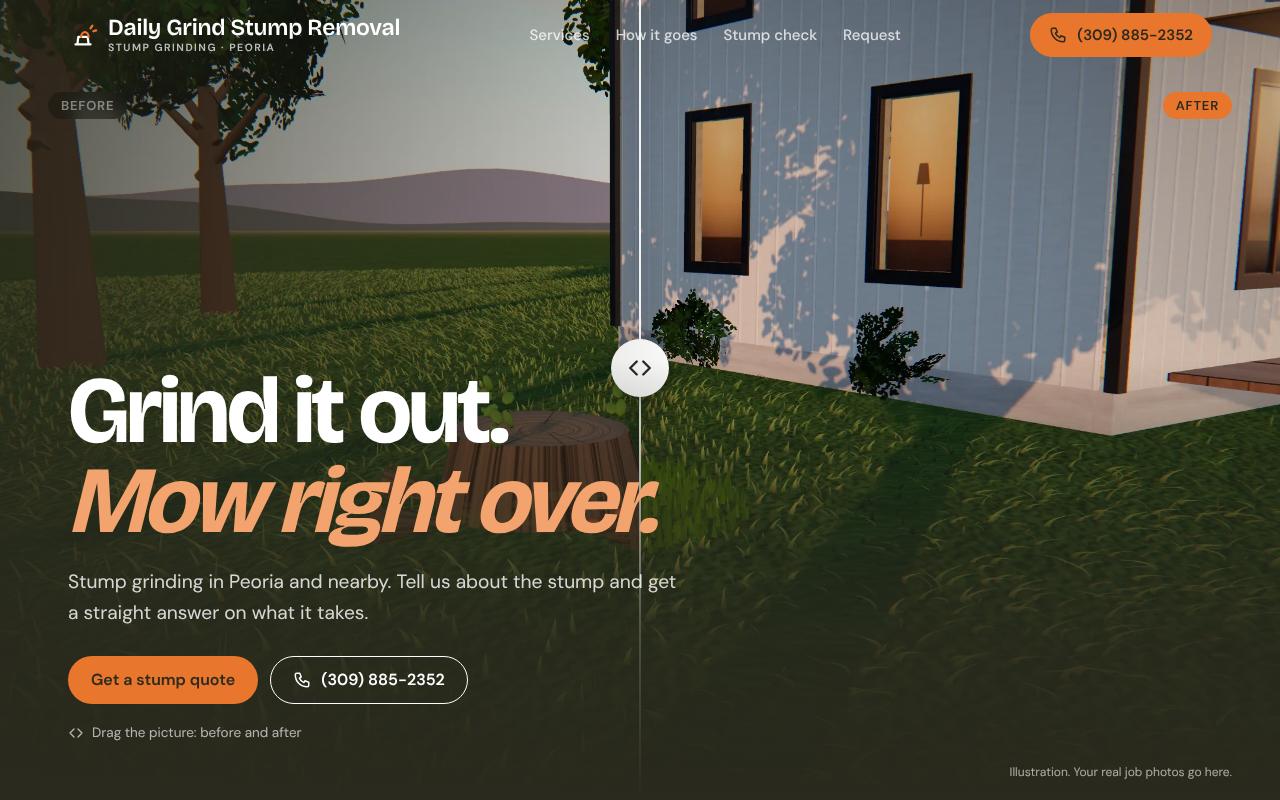 Daily Grind Stump Removal
STUMP GRINDING · PEORIA
Services
How it goes
Stump check
Request
(309) 885-2352
BEFORE
AFTER
Grind it out.
Mow right over.
Stump grinding in Peoria and nearby. Tell us about the stump and get
a straight answer on what it takes.
Get a stump quote
(309) 885-2352
Drag the picture: before and after
Illustration. Your real job photos go here.